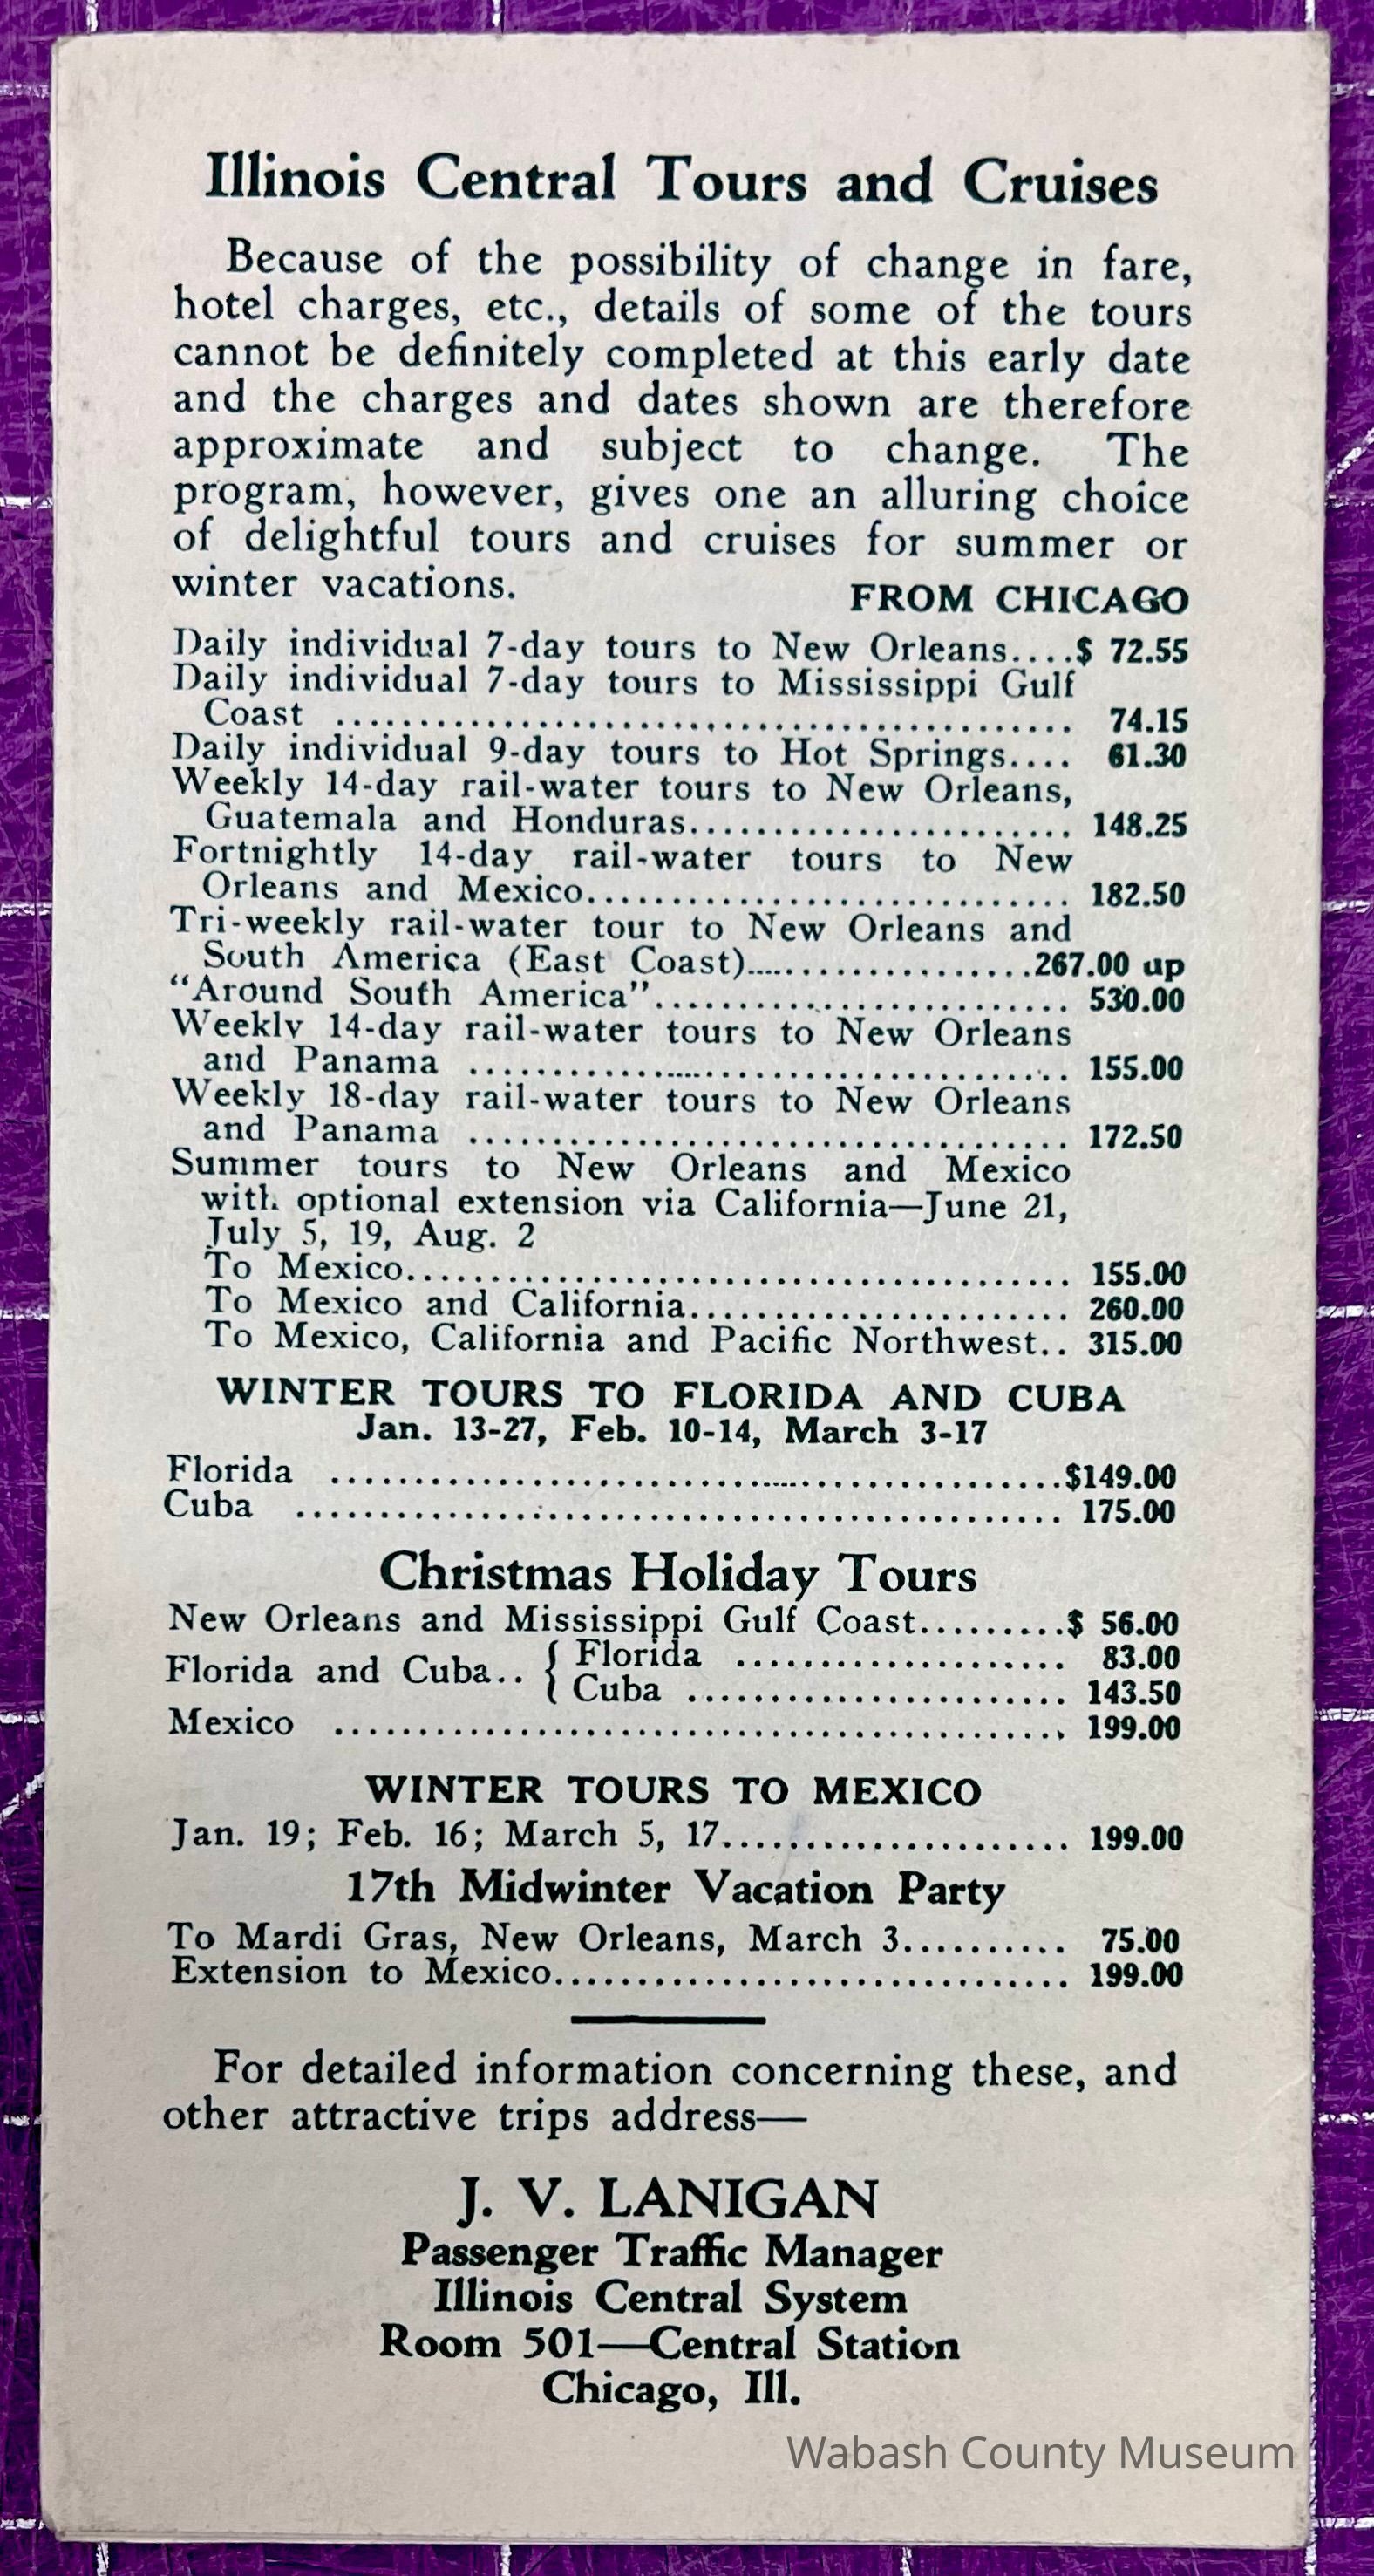 Illinois Central Tours and Cruises
Because of the possibility of change in fare,
hotel charges, etc., details of some of the tours
cannot be definitely completed at this early date
and the charges and dates shown are therefore
approximate and subject to change. The
program, however, gives one an alluring choice
of delightful tours and cruises for summer or
winter vacations.
FROM CHICAGO
Daily individual 7-day tours to New Orleans....$ 72.55
Daily individual 7-day tours to Mississippi Gulf
Coast ............................................. 74.15
Daily individual 9-day tours to Hot Springs.... 61.30
Weekly 14-day rail-water tours to New Orleans,
Guatemala and Honduras....................... 148.25
Fortnightly 14-day rail-water tours to New
Orleans and Mexico............................. 182.50
Tri-weekly rail-water tour to New Orleans and
South America (East Coast)...................267.00 up
"Around South America"......................... 530.00
Weekly 14-day rail-water tours to New Orleans
and Panama ..................................... 155.00
Weekly 18-day rail-water tours to New Orleans
and Panama ..................................... 172.50
Summer tours to New Orleans and Mexico
with optional extension via California—June 21,
July 5, 19, Aug. 2
To Mexico........................................ 155.00
To Mexico and California....................... 260.00
To Mexico, California and Pacific Northwest.. 315.00
WINTER TOURS TO FLORIDA AND CUBA
Jan. 13-27, Feb. 10-14, March 3-17
Florida .............................................$149.00
Cuba ............................................... 175.00
Christmas Holiday Tours
New Orleans and Mississippi Gulf Coast.........$ 56.00
Florida and Cuba.. { Florida .................... 83.00
Cuba ....................... 143.50
Mexico ............................................. 199.00
WINTER TOURS TO MEXICO
Jan. 19; Feb. 16; March 5, 17..................... 199.00
17th Midwinter Vacation Party
To Mardi Gras, New Orleans, March 3.......... 75.00
Extension to Mexico............................... 199.00
For detailed information concerning these, and
other attractive trips address—
J. V. LANIGAN
Passenger Traffic Manager
Illinois Central System
Room 501—Central Station
Chicago, Ill.
Wabash County Museum